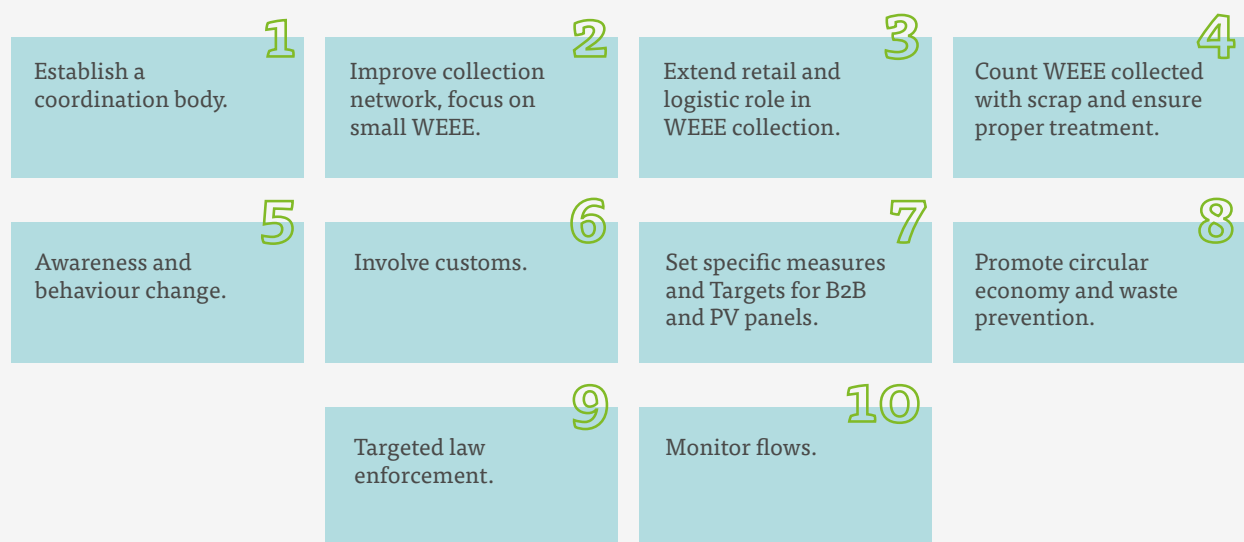 1
Establish a
coordination body.
2
Improve collection
network, focus on
small WEEE.
3
Extend retail and
logistic role in
WEEE collection.
4
Count WEEE collected
with scrap and ensure
proper treatment.
5
Awareness and
behaviour change.
6
Involve customs.
7
Set specific measures
and Targets for B2B
and PV panels.
8
Promote circular
economy and waste
prevention.
9
Targeted law
enforcement.
10
Monitor flows.